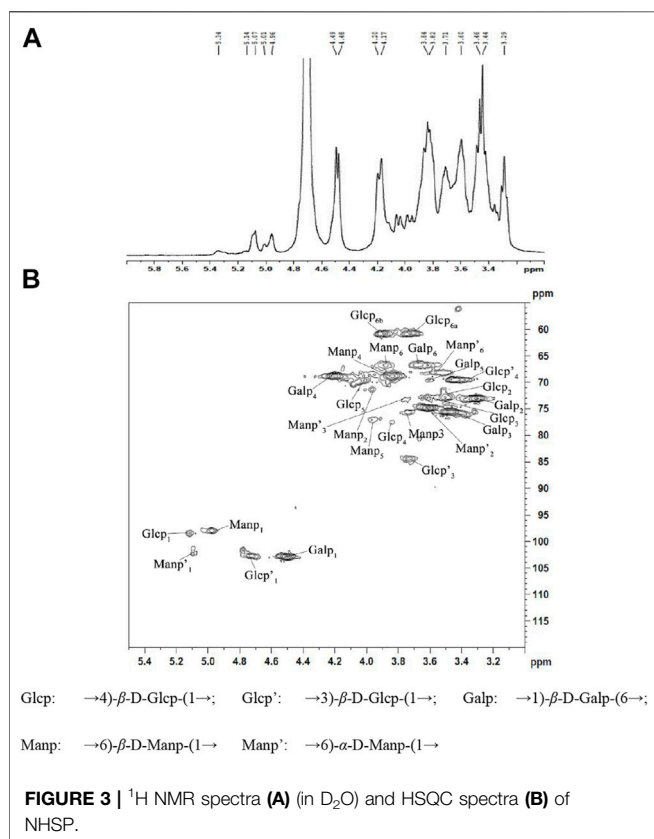 A
5.34 5.14 5.07 5.01 4.96 4.49 4.48 4.20 4.17 3.84 3.82 3.71 3.60 3.46 3.44 3.29
5.8 5.6 5.4 5.2 5.0 4.8 4.6 4.4 4.2 4.0 3.8 3.6 3.4 ppm
B
ppm
Glcp6b Glcp6a 60
Manp4 Manp6 Galp6 Manp'6 65
Galp5 Glcp'4
Galp4 70
Glcp5 Glcp2
Manp'3 Galp2 75
Manp2 Glcp4 Manp3 Glcp3
Manp5 Manp'2 Galp3 80
Glcp'3 85
90
95
Glcp1 Manp1 100
Manp'1 Glcp'1 Galp1 105
110
115
5.4 5.2 5.0 4.8 4.6 4.4 4.2 4.0 3.8 3.6 3.4 3.2 ppm
Glcp: →4)-β-D-Glcp-(1→; Glcp': →3)-β-D-Glcp-(1→; Galp: →1)-β-D-Galp-(6→;
Manp: →6)-β-D-Manp-(1→ Manp': →6)-α-D-Manp-(1→
FIGURE 3 | ¹H NMR spectra (A) (in D₂O) and HSQC spectra (B) of
NHSP.